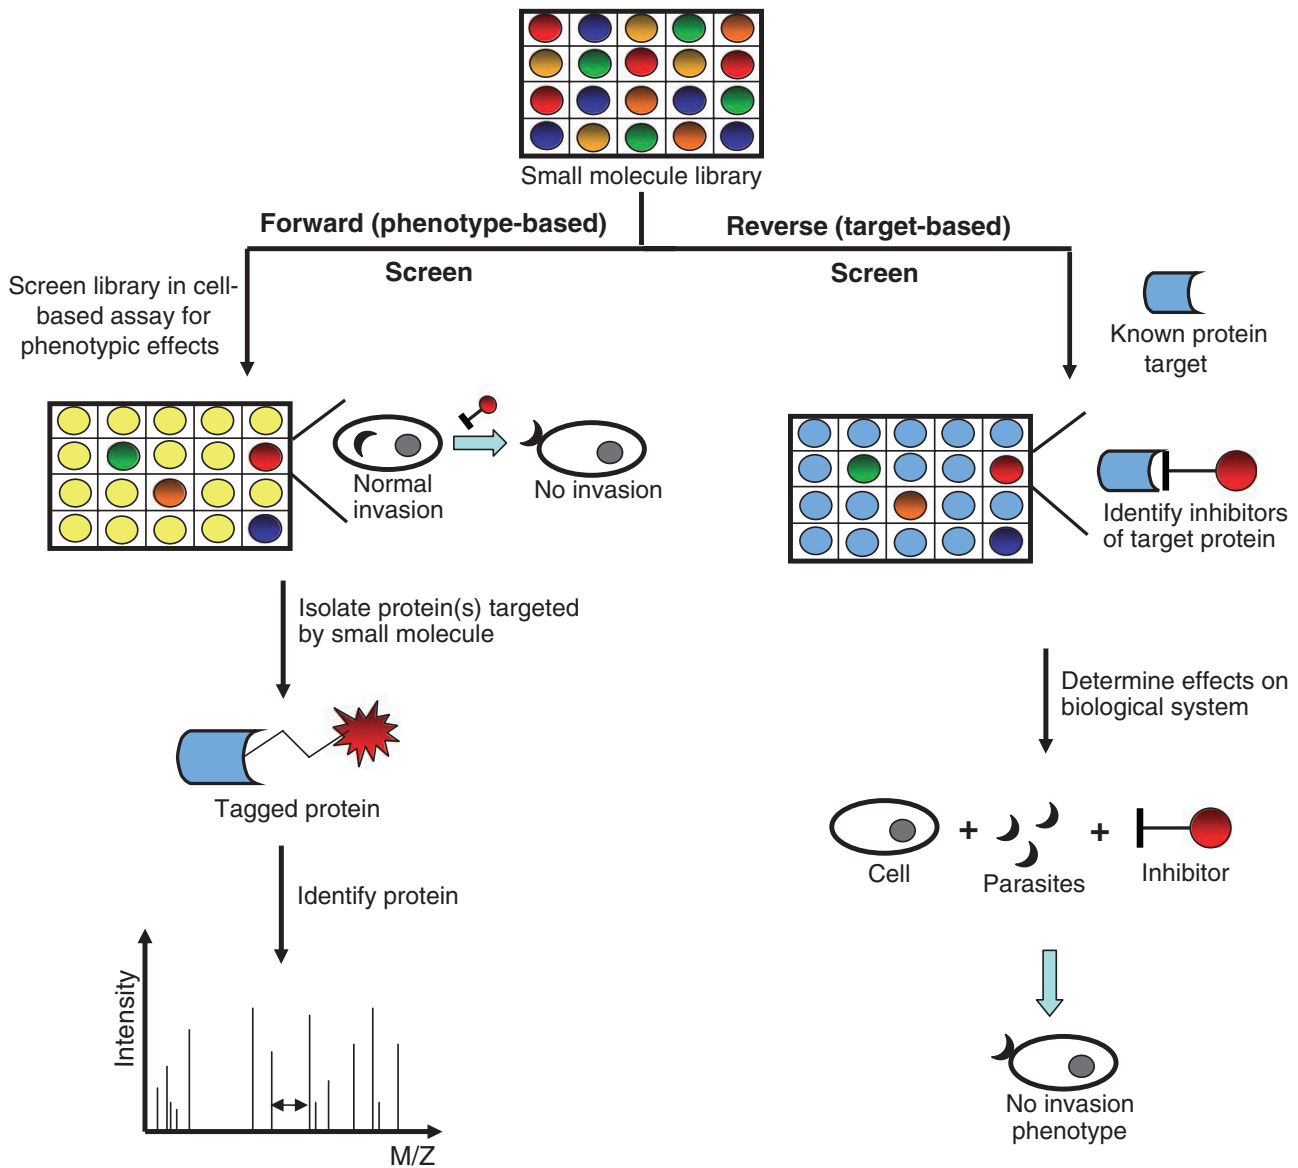 Small molecule library
Forward (phenotype-based)
Screen
Reverse (target-based)
Screen
Screen library in cell-
based assay for
phenotypic effects
Known protein
target
Normal
invasion
No invasion
Identify inhibitors
of target protein
Isolate protein(s) targeted
by small molecule
Determine effects on
biological system
Tagged protein
Cell
+
Parasites
+
Inhibitor
Identify protein
Intensity
M/Z
No invasion
phenotype